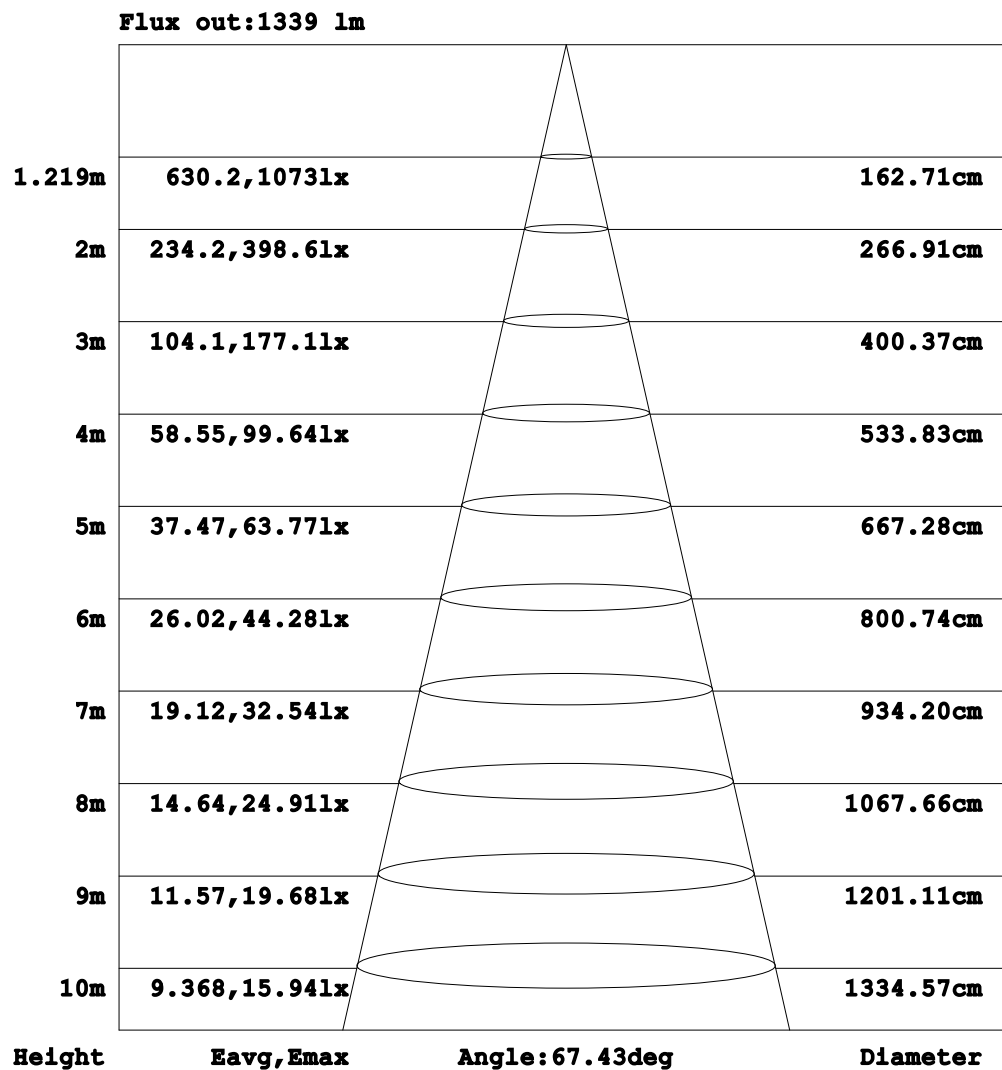 Flux out:1339 lm
1.219m 630.2,1073lx 162.71cm
2m 234.2,398.6lx 266.91cm
3m 104.1,177.1lx 400.37cm
4m 58.55,99.64lx 533.83cm
5m 37.47,63.77lx 667.28cm
6m 26.02,44.28lx 800.74cm
7m 19.12,32.54lx 934.20cm
8m 14.64,24.91lx 1067.66cm
9m 11.57,19.68lx 1201.11cm
10m 9.368,15.94lx 1334.57cm
Height Eavg,Emax Angle:67.43deg Diameter